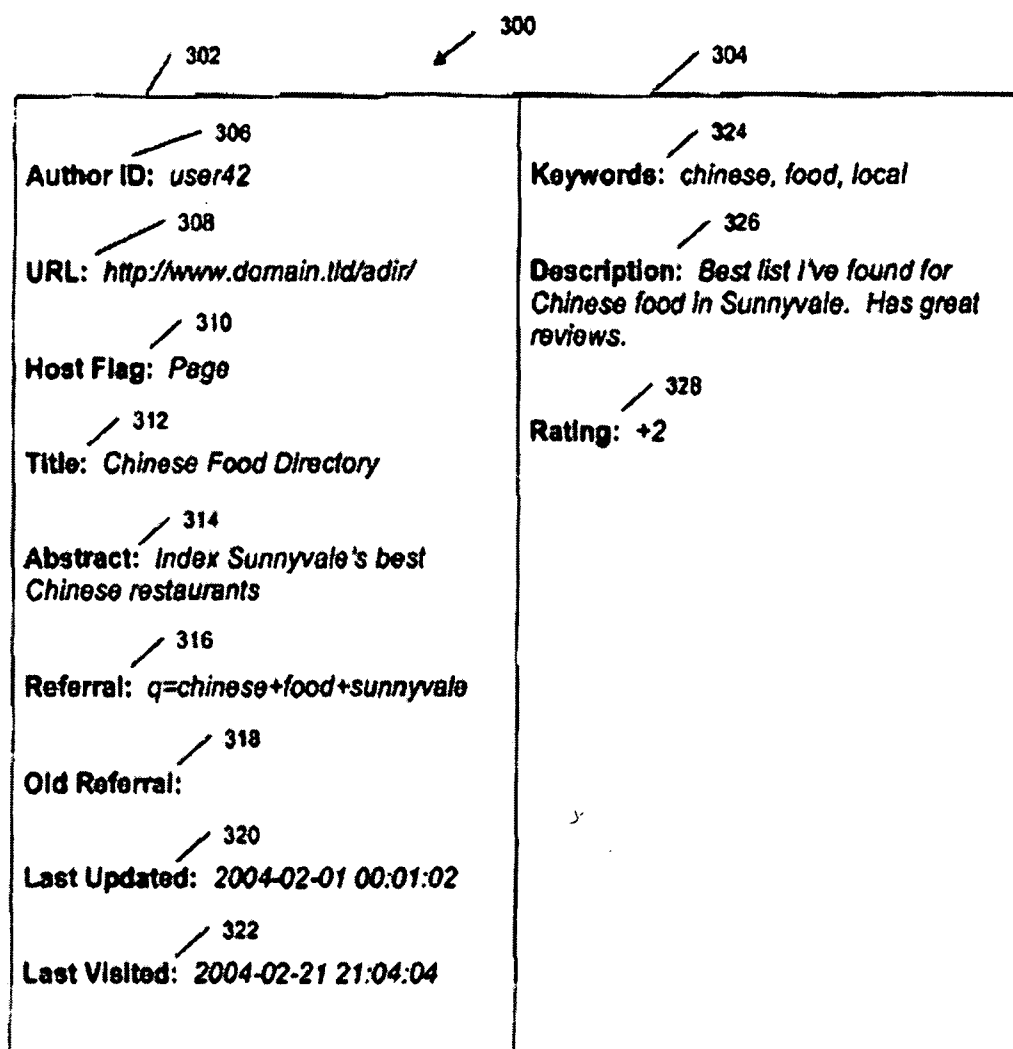 300
302
304
306
Author ID: user42
308
URL: http://www.domain.tld/adir/
310
Host Flag: Page
312
Title: Chinese Food Directory
314
Abstract: Index Sunnyvale's best
Chinese restaurants
316
Referral: q=chinese+food+sunnyvale
318
Old Referral:
320
Last Updated: 2004-02-01 00:01:02
322
Last Visited: 2004-02-21 21:04:04
324
Keywords: chinese, food, local
326
Description: Best list I've found for
Chinese food in Sunnyvale. Has great
reviews.
328
Rating: +2